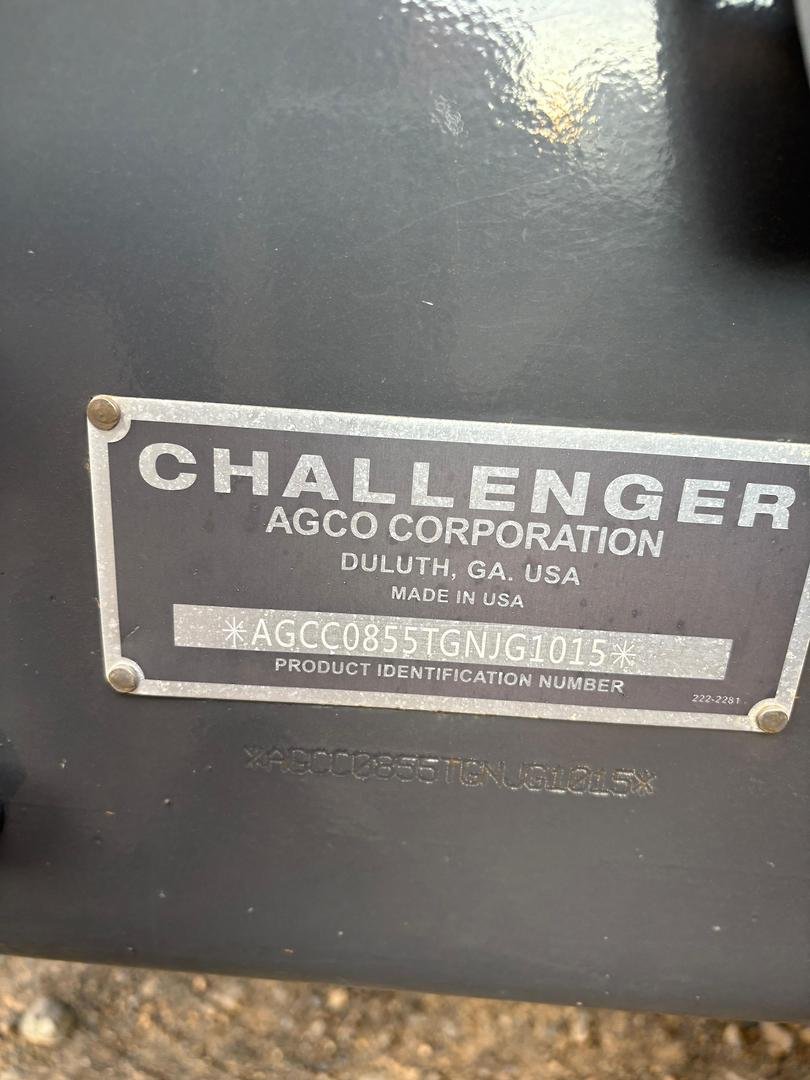 CHALLENGER
AGCO CORPORATION
DULUTH, GA. USA
MADE IN USA
*AGCC0855TGNJG1015*
PRODUCT IDENTIFICATION NUMBER
222-2281
*AGCC0855TGNJG1015*